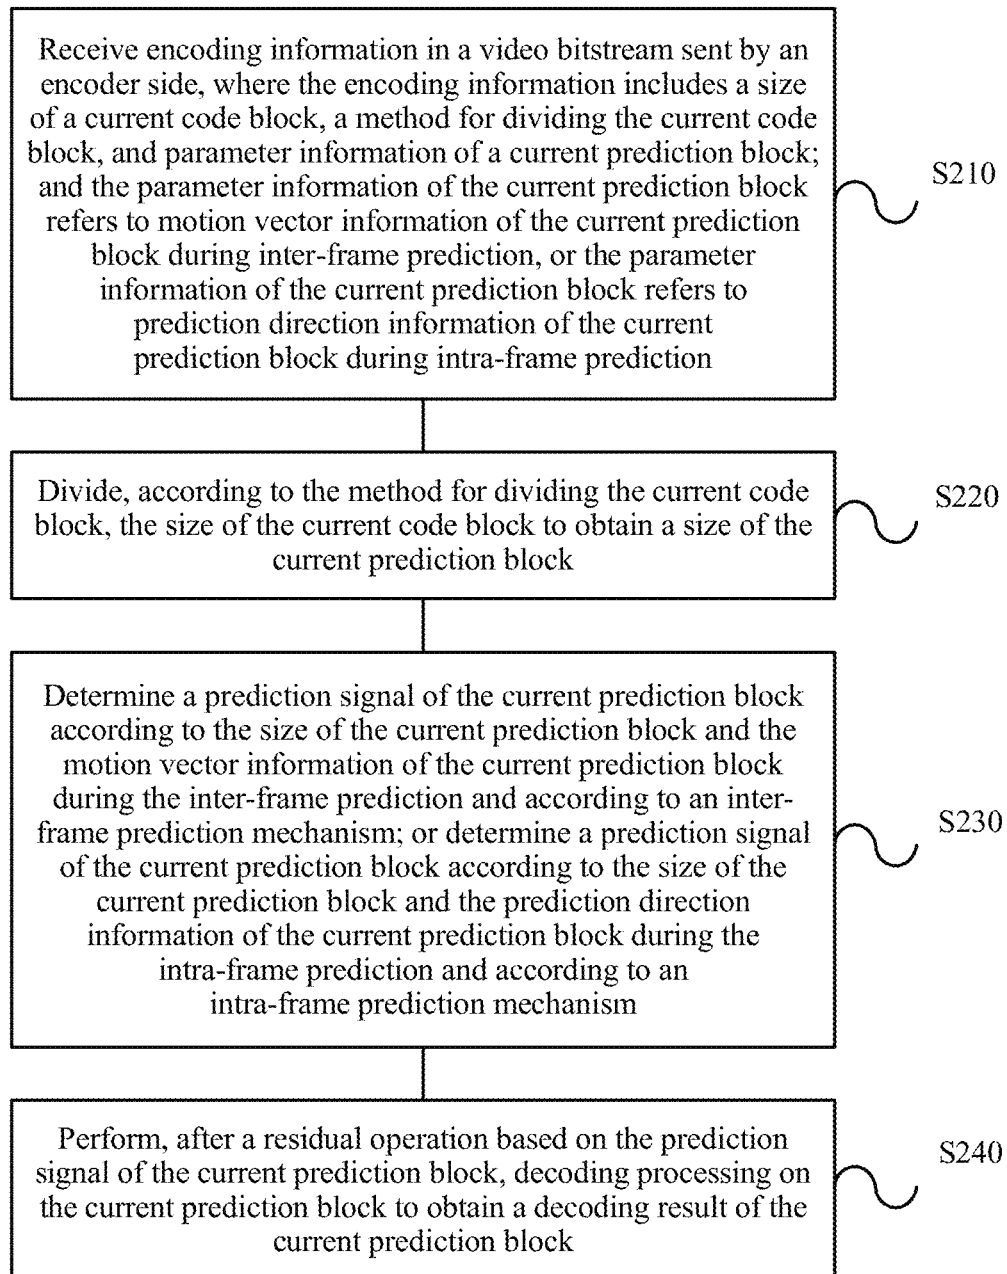 Receive encoding information in a video bitstream sent by an
encoder side, where the encoding information includes a size
of a current code block, a method for dividing the current code
block, and parameter information of a current prediction block;
and the parameter information of the current prediction block
refers to motion vector information of the current prediction
block during inter-frame prediction, or the parameter
information of the current prediction block refers to
prediction direction information of the current
prediction block during intra-frame prediction
S210
Divide, according to the method for dividing the current code
block, the size of the current code block to obtain a size of the
current prediction block
S220
Determine a prediction signal of the current prediction block
according to the size of the current prediction block and the
motion vector information of the current prediction block
during the inter-frame prediction and according to an inter-
frame prediction mechanism; or determine a prediction signal
of the current prediction block according to the size of the
current prediction block and the prediction direction
information of the current prediction block during the
intra-frame prediction and according to an
intra-frame prediction mechanism
S230
Perform, after a residual operation based on the prediction
signal of the current prediction block, decoding processing on
the current prediction block to obtain a decoding result of the
current prediction block
S240